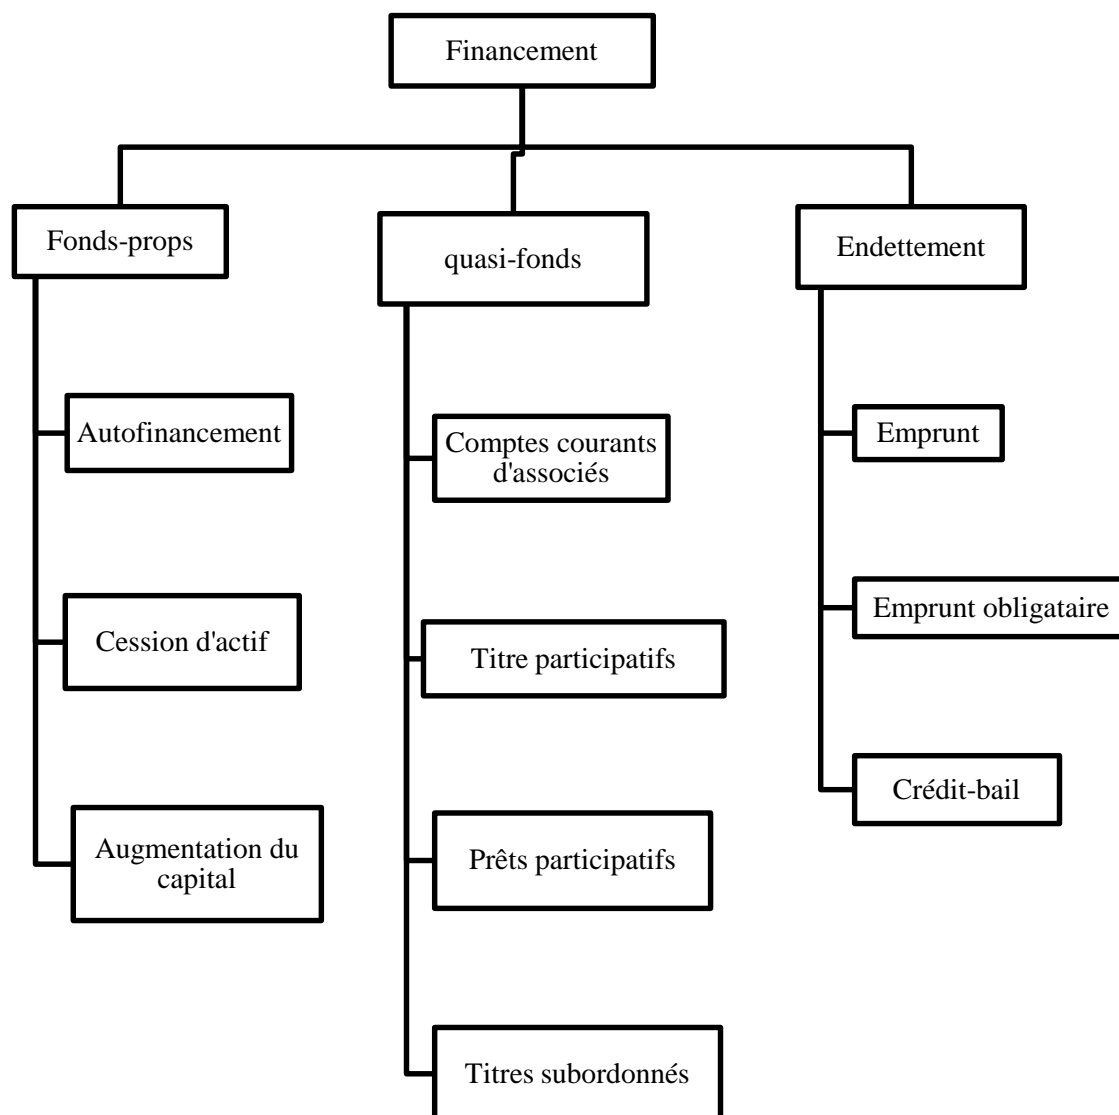 Financement
Fonds-props
quasi-fonds
Endettement
Autofinancement
Cession d'actif
Augmentation du
capital
Comptes courants
d'associés
Titre participatifs
Prêts participatifs
Titres subordonnés
Emprunt
Emprunt obligataire
Crédit-bail